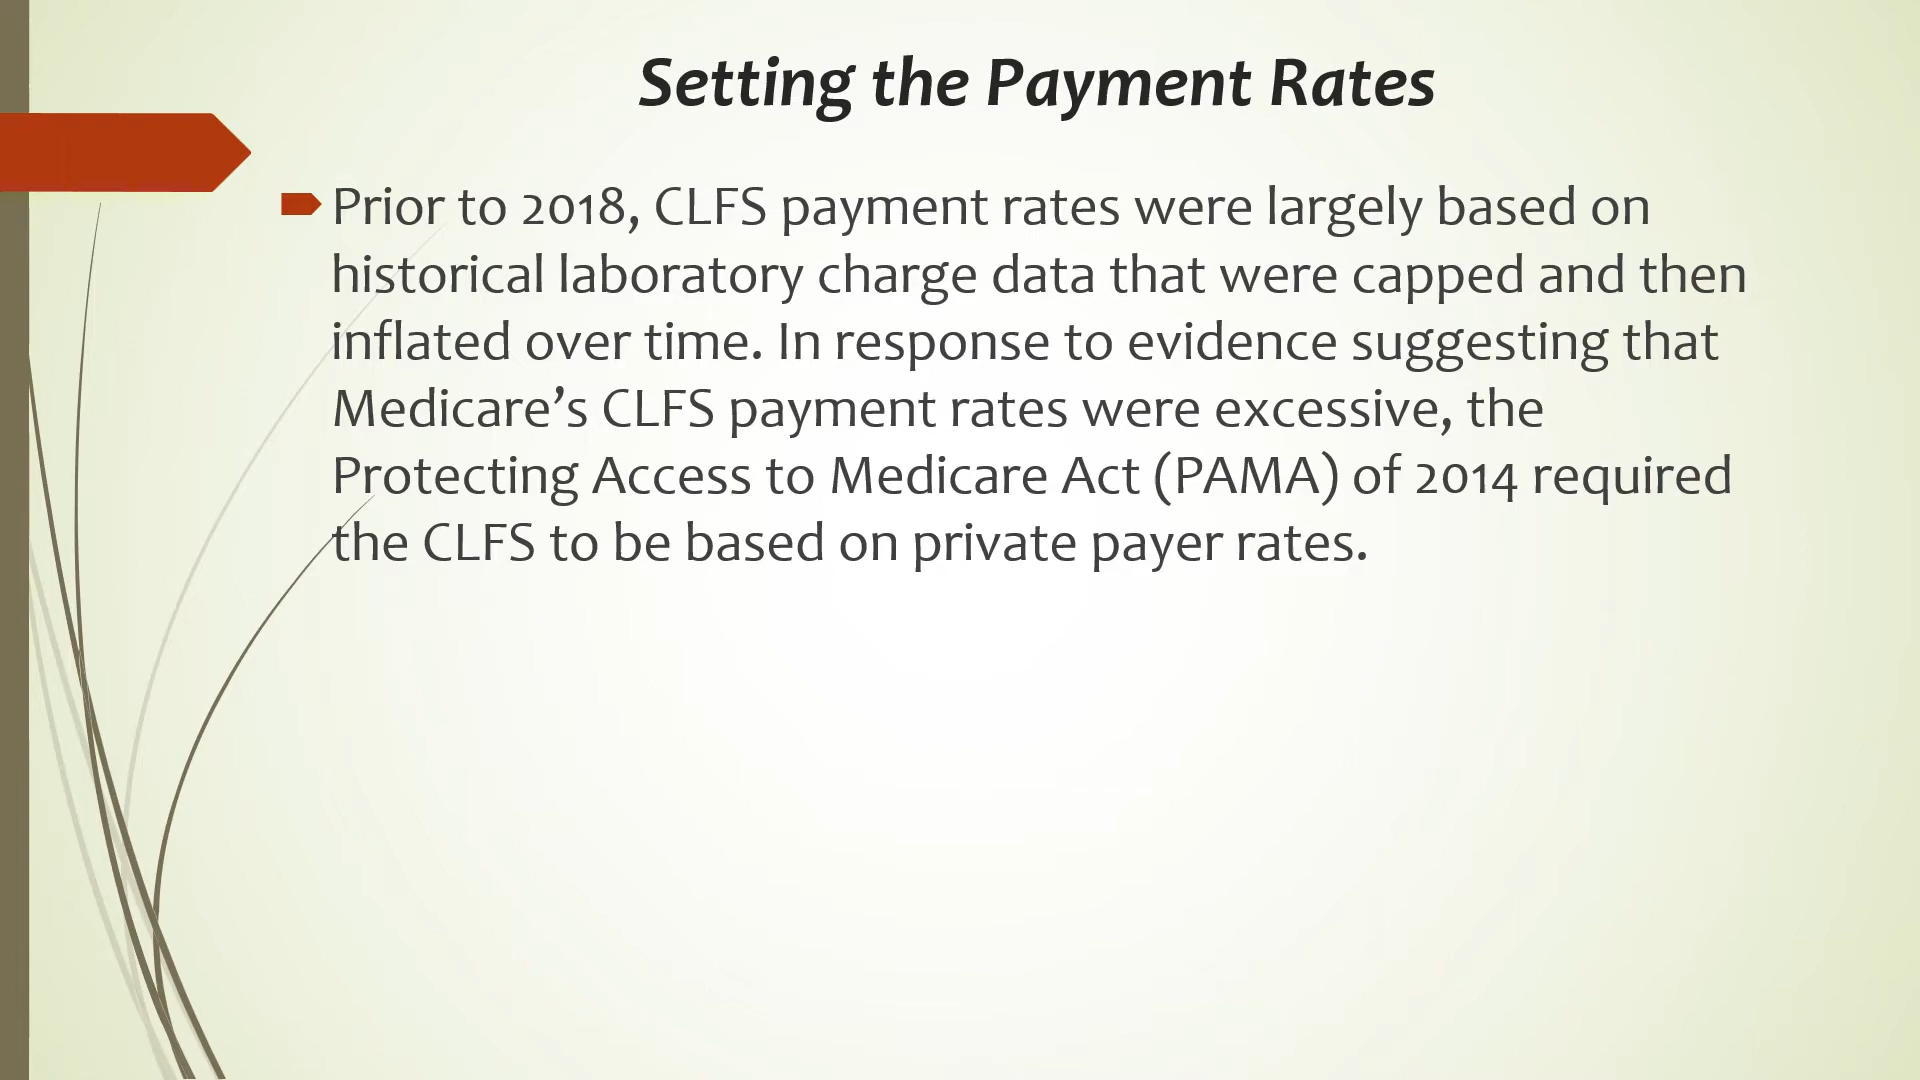 Setting the Payment Rates
Prior to 2018, CLFS payment rates were largely based on
historical laboratory charge data that were capped and then
inflated over time. In response to evidence suggesting that
Medicare’s CLFS payment rates were excessive, the
Protecting Access to Medicare Act (PAMA) of 2014 required
the CLFS to be based on private payer rates.